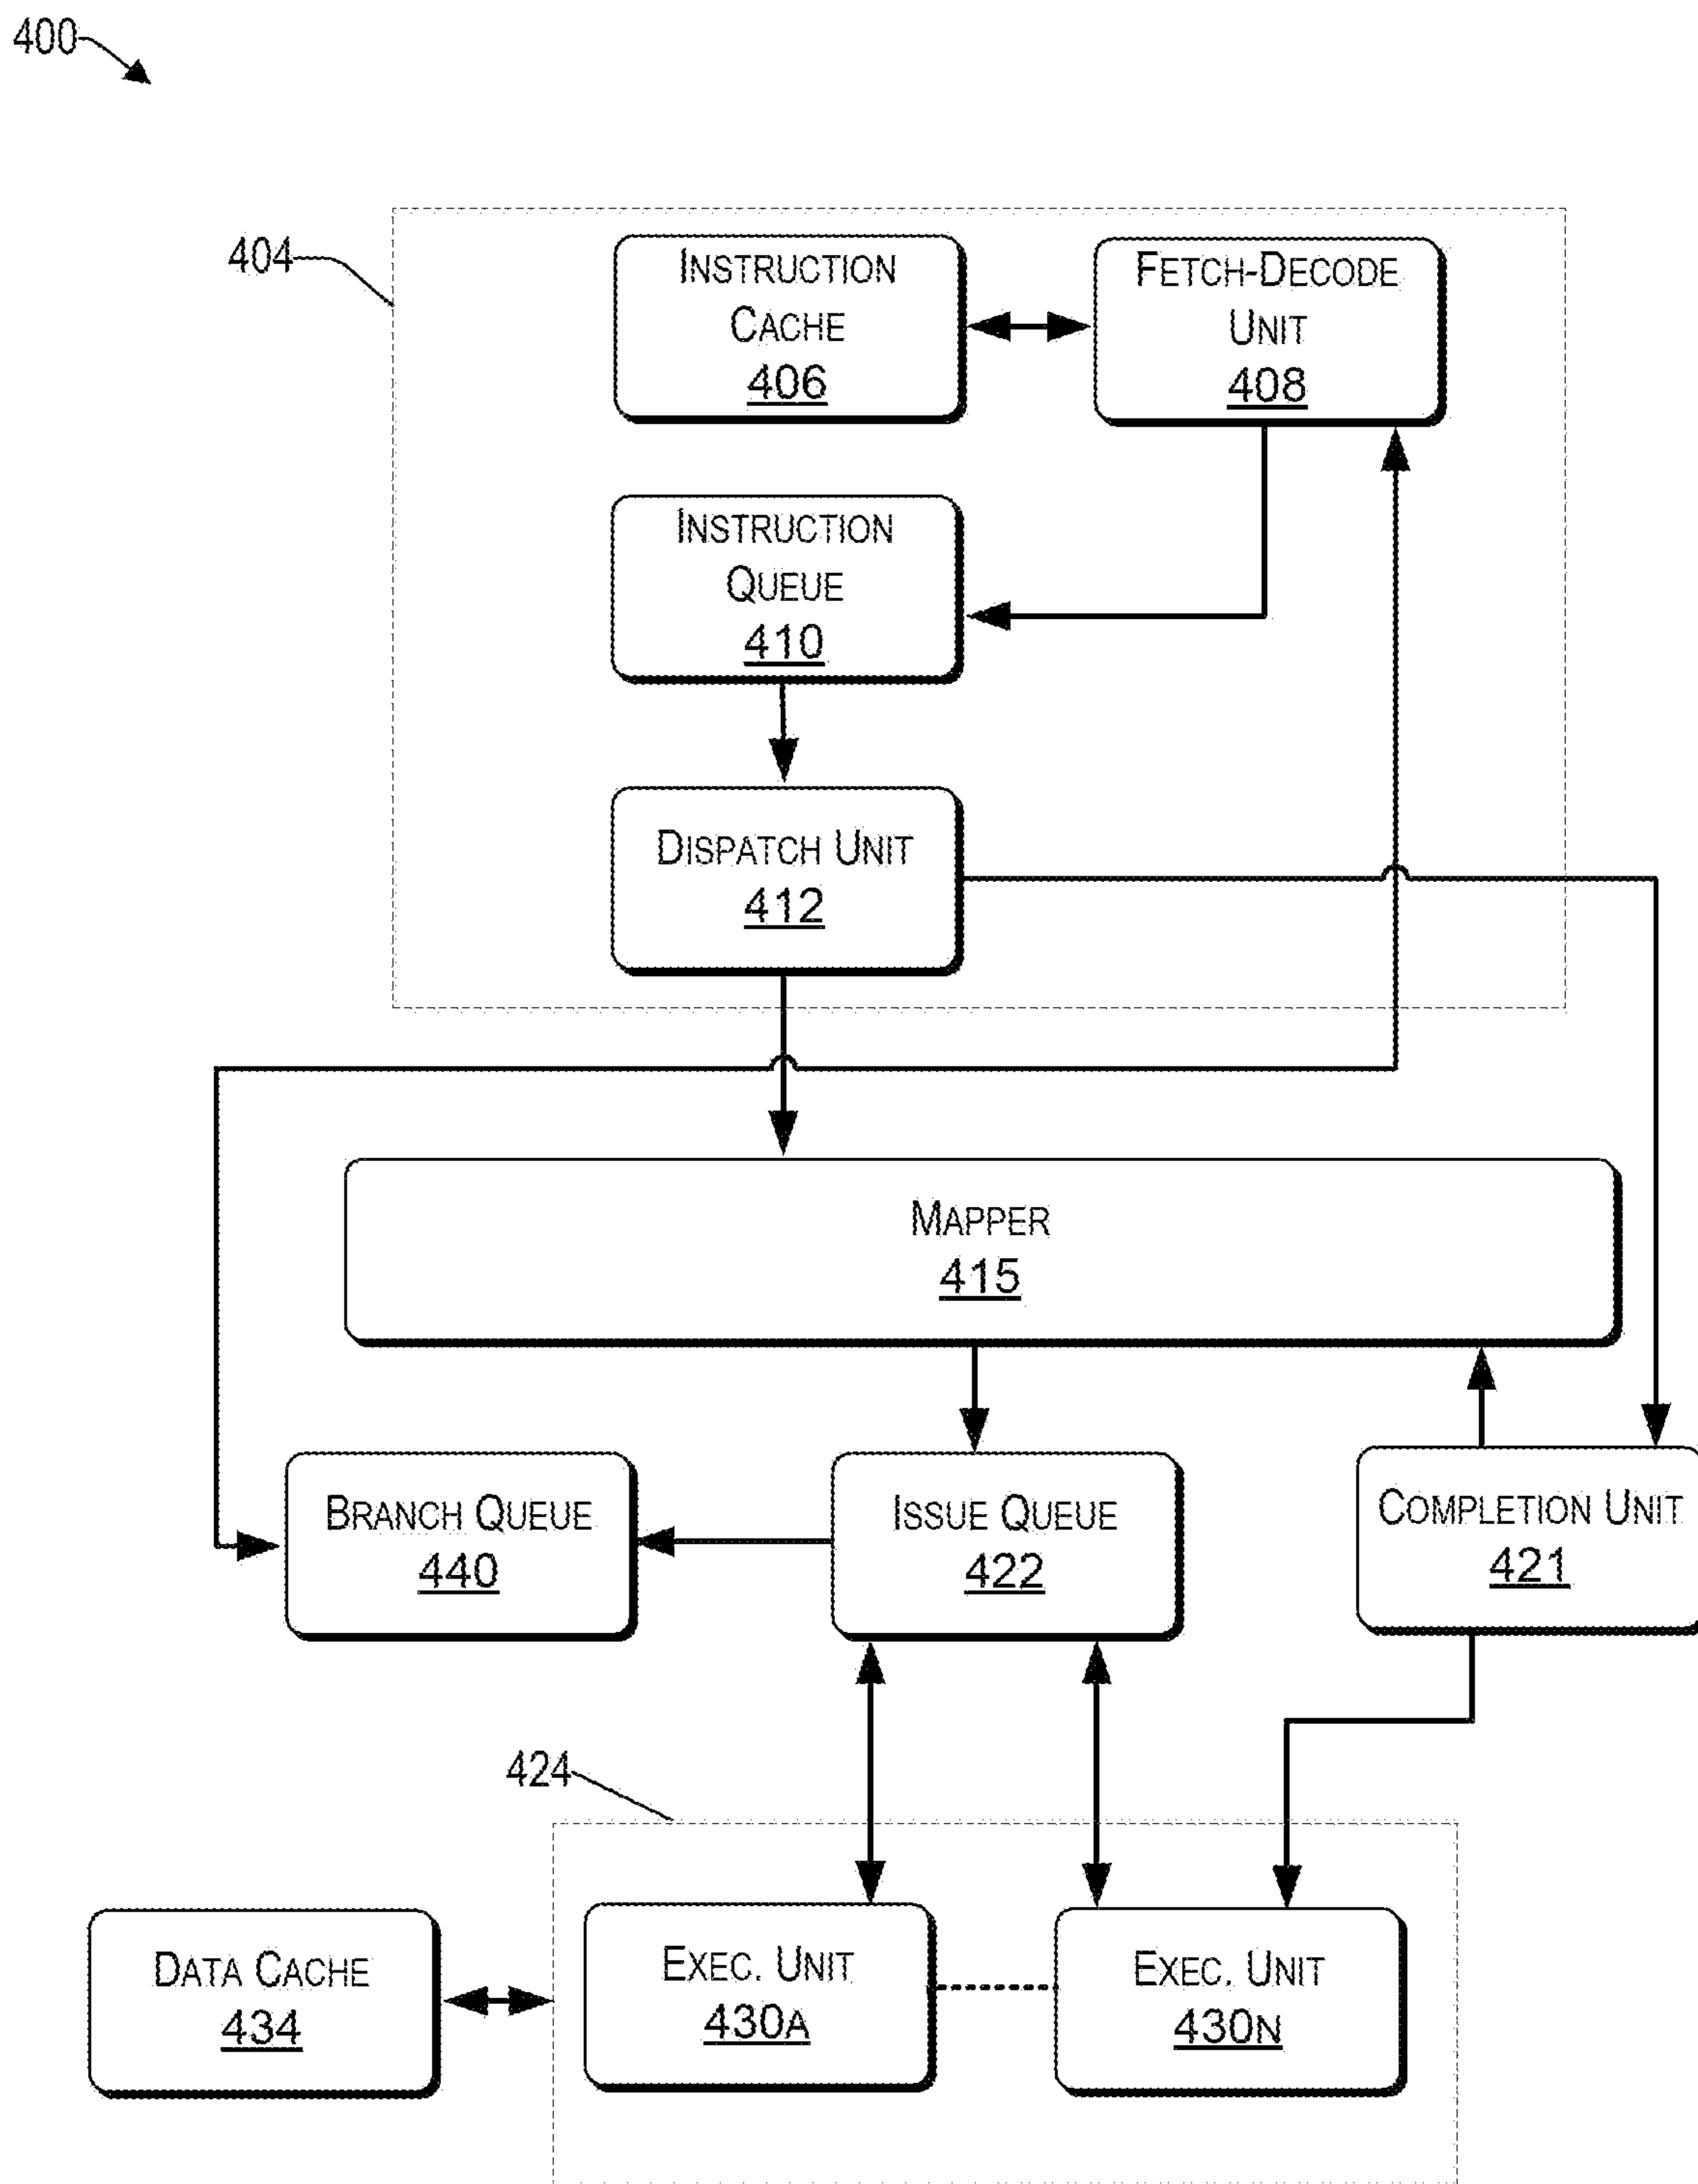 400
404
INSTRUCTION
CACHE
406
FETCH-DECODE
UNIT
408
INSTRUCTION
QUEUE
410
DISPATCH UNIT
412
MAPPER
415
BRANCH QUEUE
440
ISSUE QUEUE
422
COMPLETION UNIT
421
424
DATA CACHE
434
EXEC. UNIT
430A
EXEC. UNIT
430N